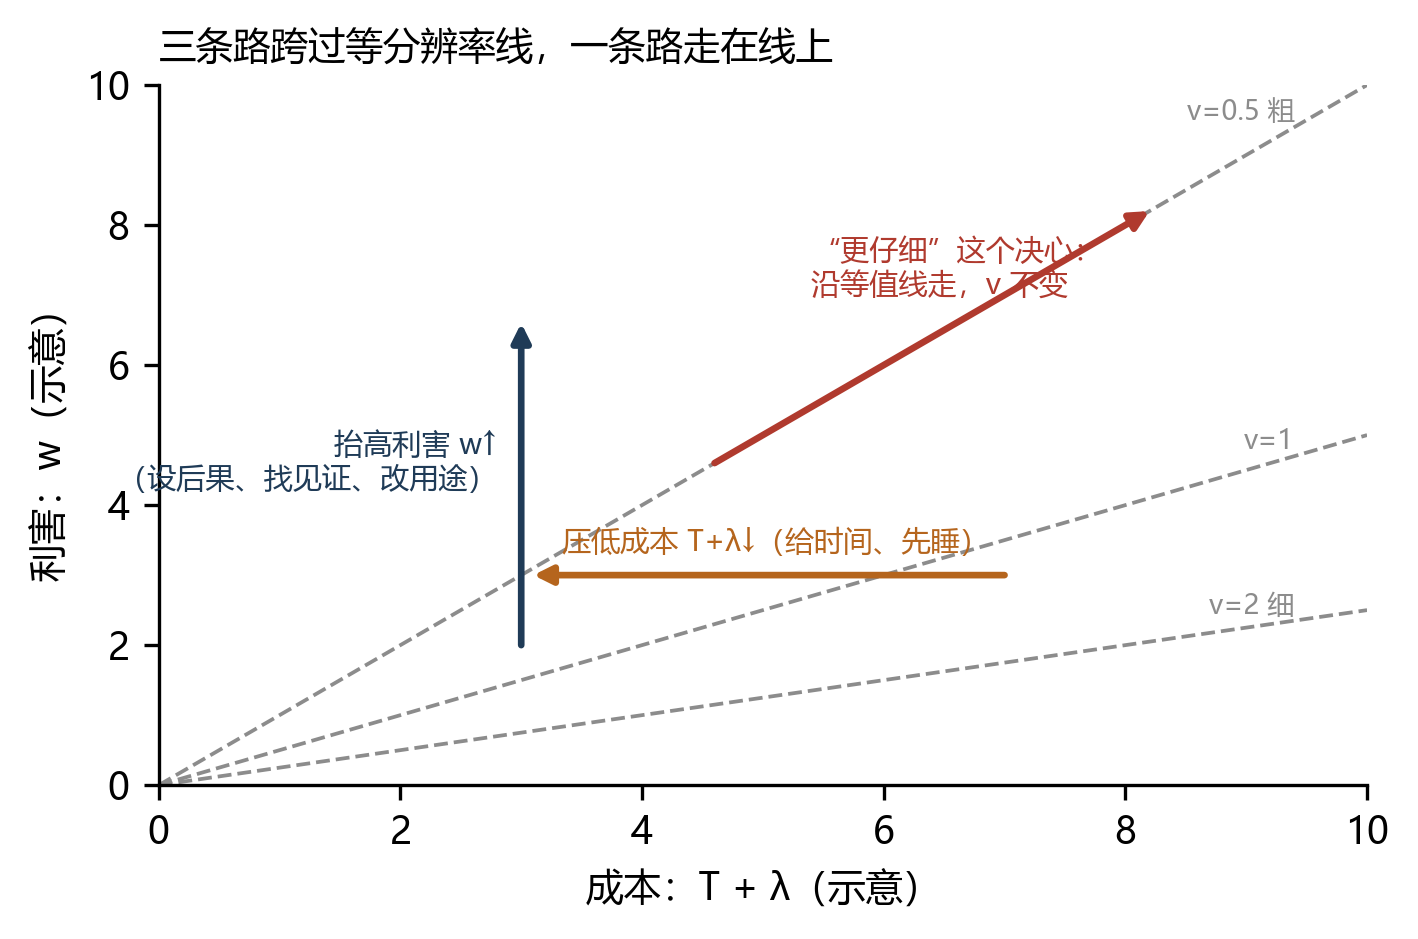 三条路跨过等分辨率线，一条路走在线上
10
8
6
4
2
0
利害：w（示意）
v=0.5 粗
“更仔细”这个决心：
沿等值线走，v 不变
抬高利害 w↑
（设后果、找见证、改用途）
v=1
压低成本 T+λ↓（给时间、先睡）
v=2 细
0 2 4 6 8 10
成本：T + λ（示意）